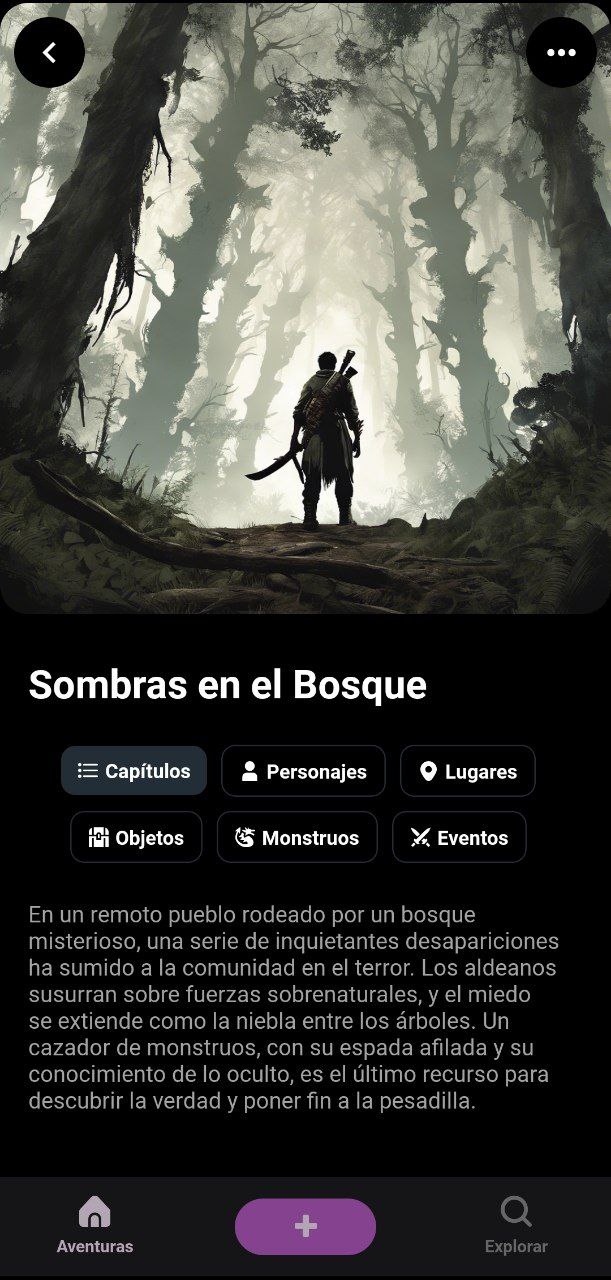 Sombras en el Bosque
Capítulos
Personajes
Lugares
Objetos
Monstruos
Eventos
En un remoto pueblo rodeado por un bosque
misterioso, una serie de inquietantes desapariciones
ha sumido a la comunidad en el terror. Los aldeanos
susurran sobre fuerzas sobrenaturales, y el miedo
se extiende como la niebla entre los árboles. Un
cazador de monstruos, con su espada afilada y su
conocimiento de lo oculto, es el último recurso para
descubrir la verdad y poner fin a la pesadilla.
Aventuras
Explorar